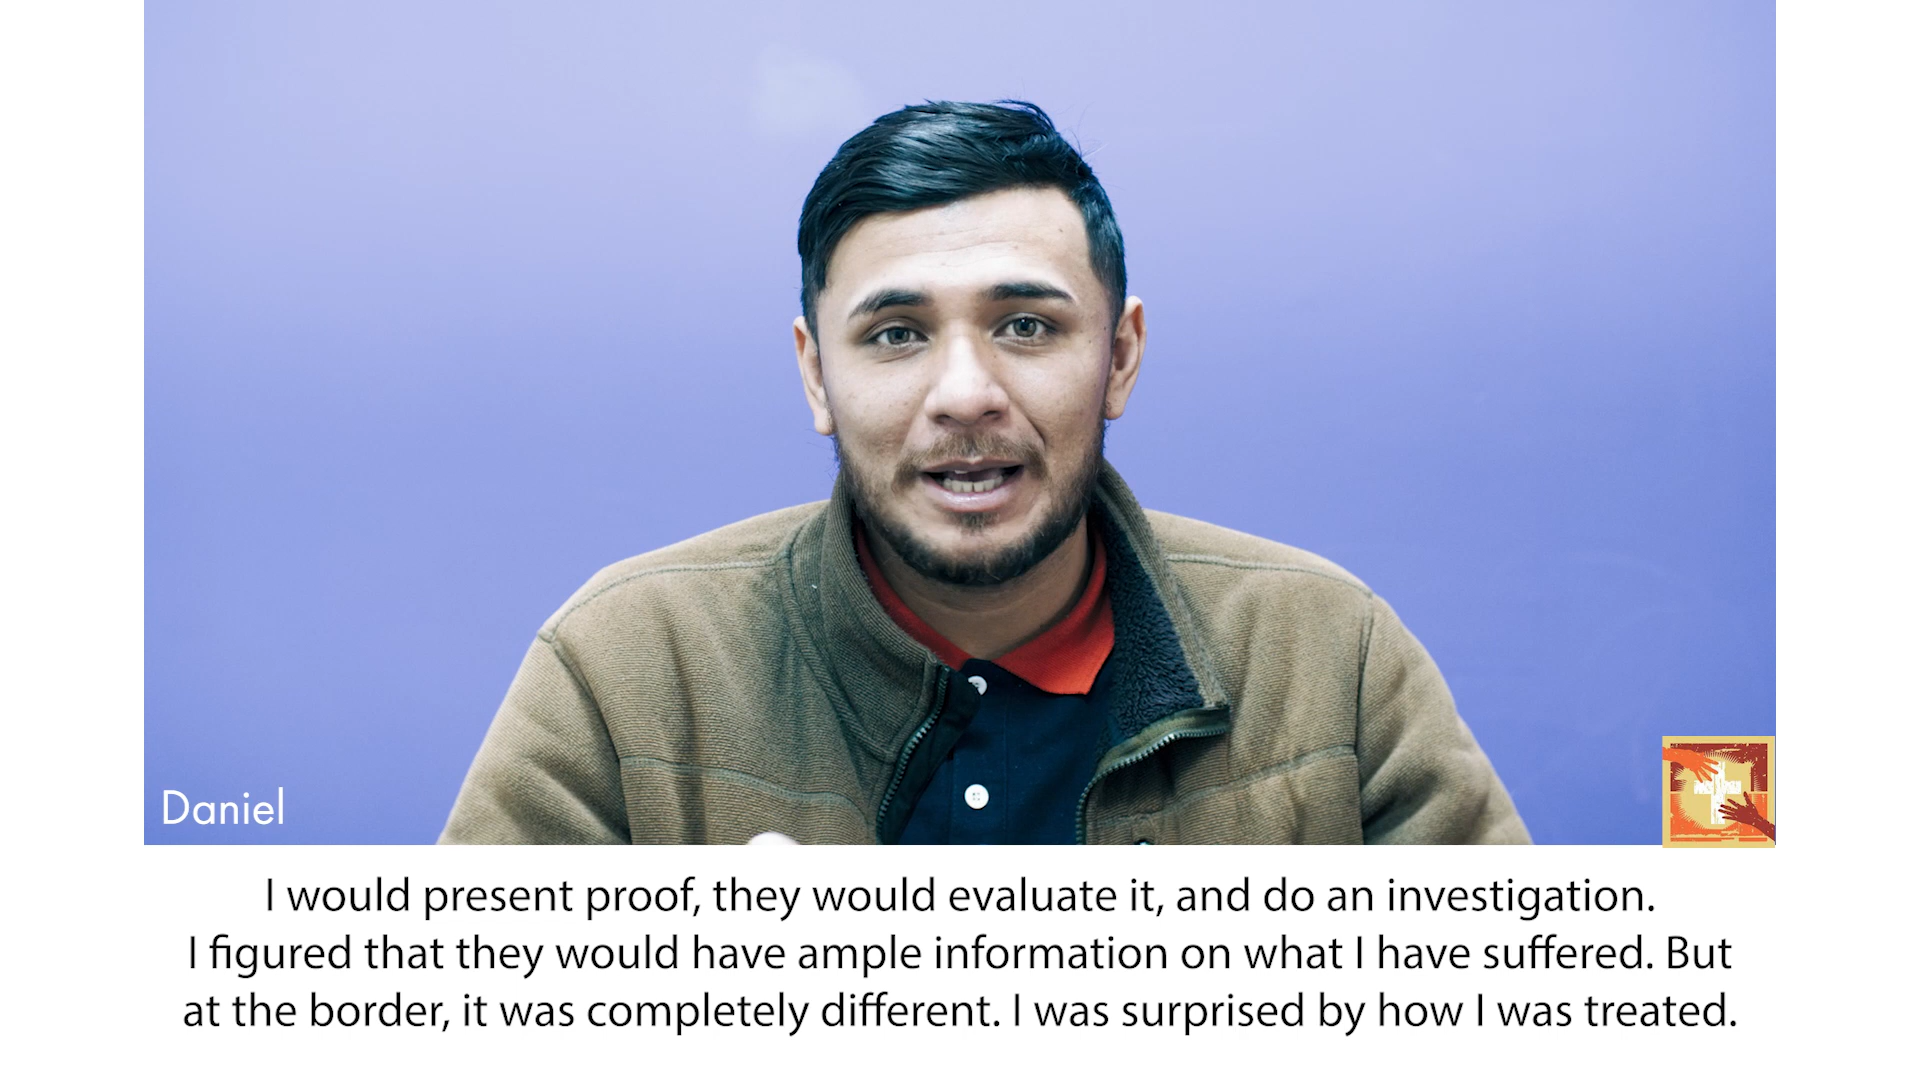 Daniel
I would present proof, they would evaluate it, and do an investigation.
I figured that they would have ample information on what I have suffered. But
at the border, it was completely different. I was surprised by how I was treated.